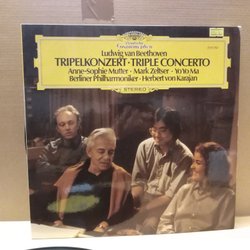 Ludwig van Beethoven
TRIPELKONZERT · TRIPLE CONCERTO
Anne-Sophie Mutter · Mark Zeltser · Yo Yo Ma
Berliner Philharmoniker · Herbert von Karajan
STEREO